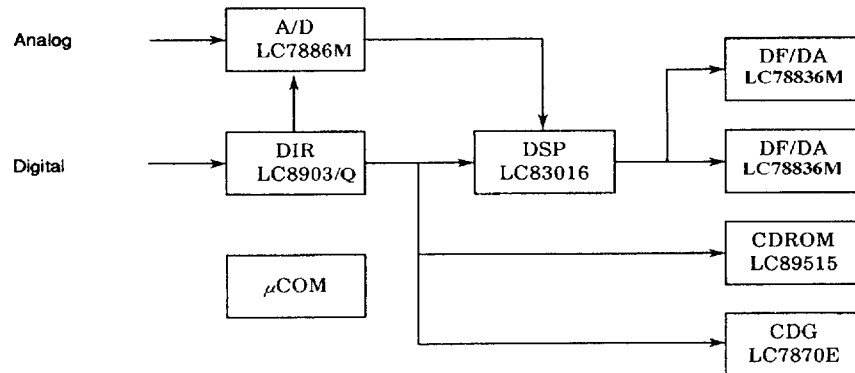 Analog
A/D
LC7886M
DF/DA
LC78836M
Digital
DIR
LC8903/Q
DSP
LC83016
DF/DA
LC78836M
μCOM
CDROM
LC89515
CDG
LC7870E